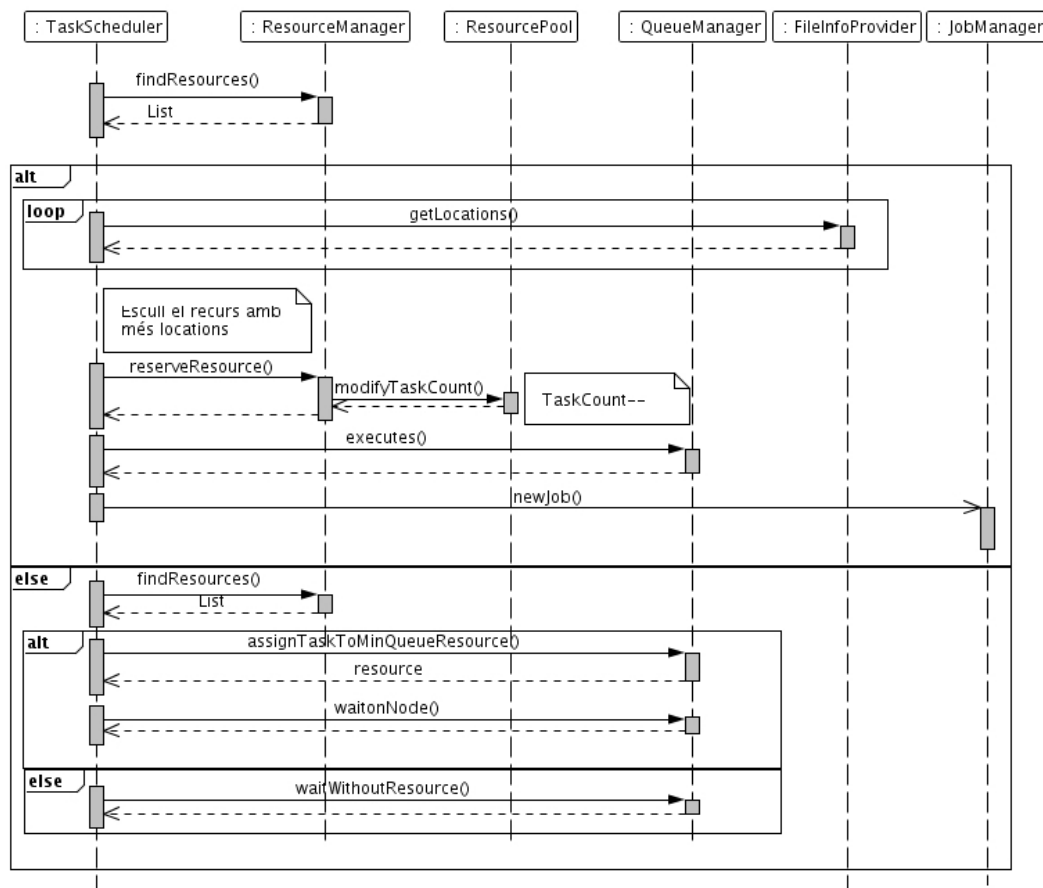 : TaskScheduler
: ResourceManager
: ResourcePool
: QueueManager
: FileInfoProvider
: JobManager
findResources()
List
alt
loop
getLocations()
Escull el recurs amb
més locations
reserveResource()
modifyTaskCount()
TaskCount--
executes()
newJob()
else
findResources()
List
alt
assignTaskToMinQueueResource()
resource
waitonNode()
else
waitWithoutResource()